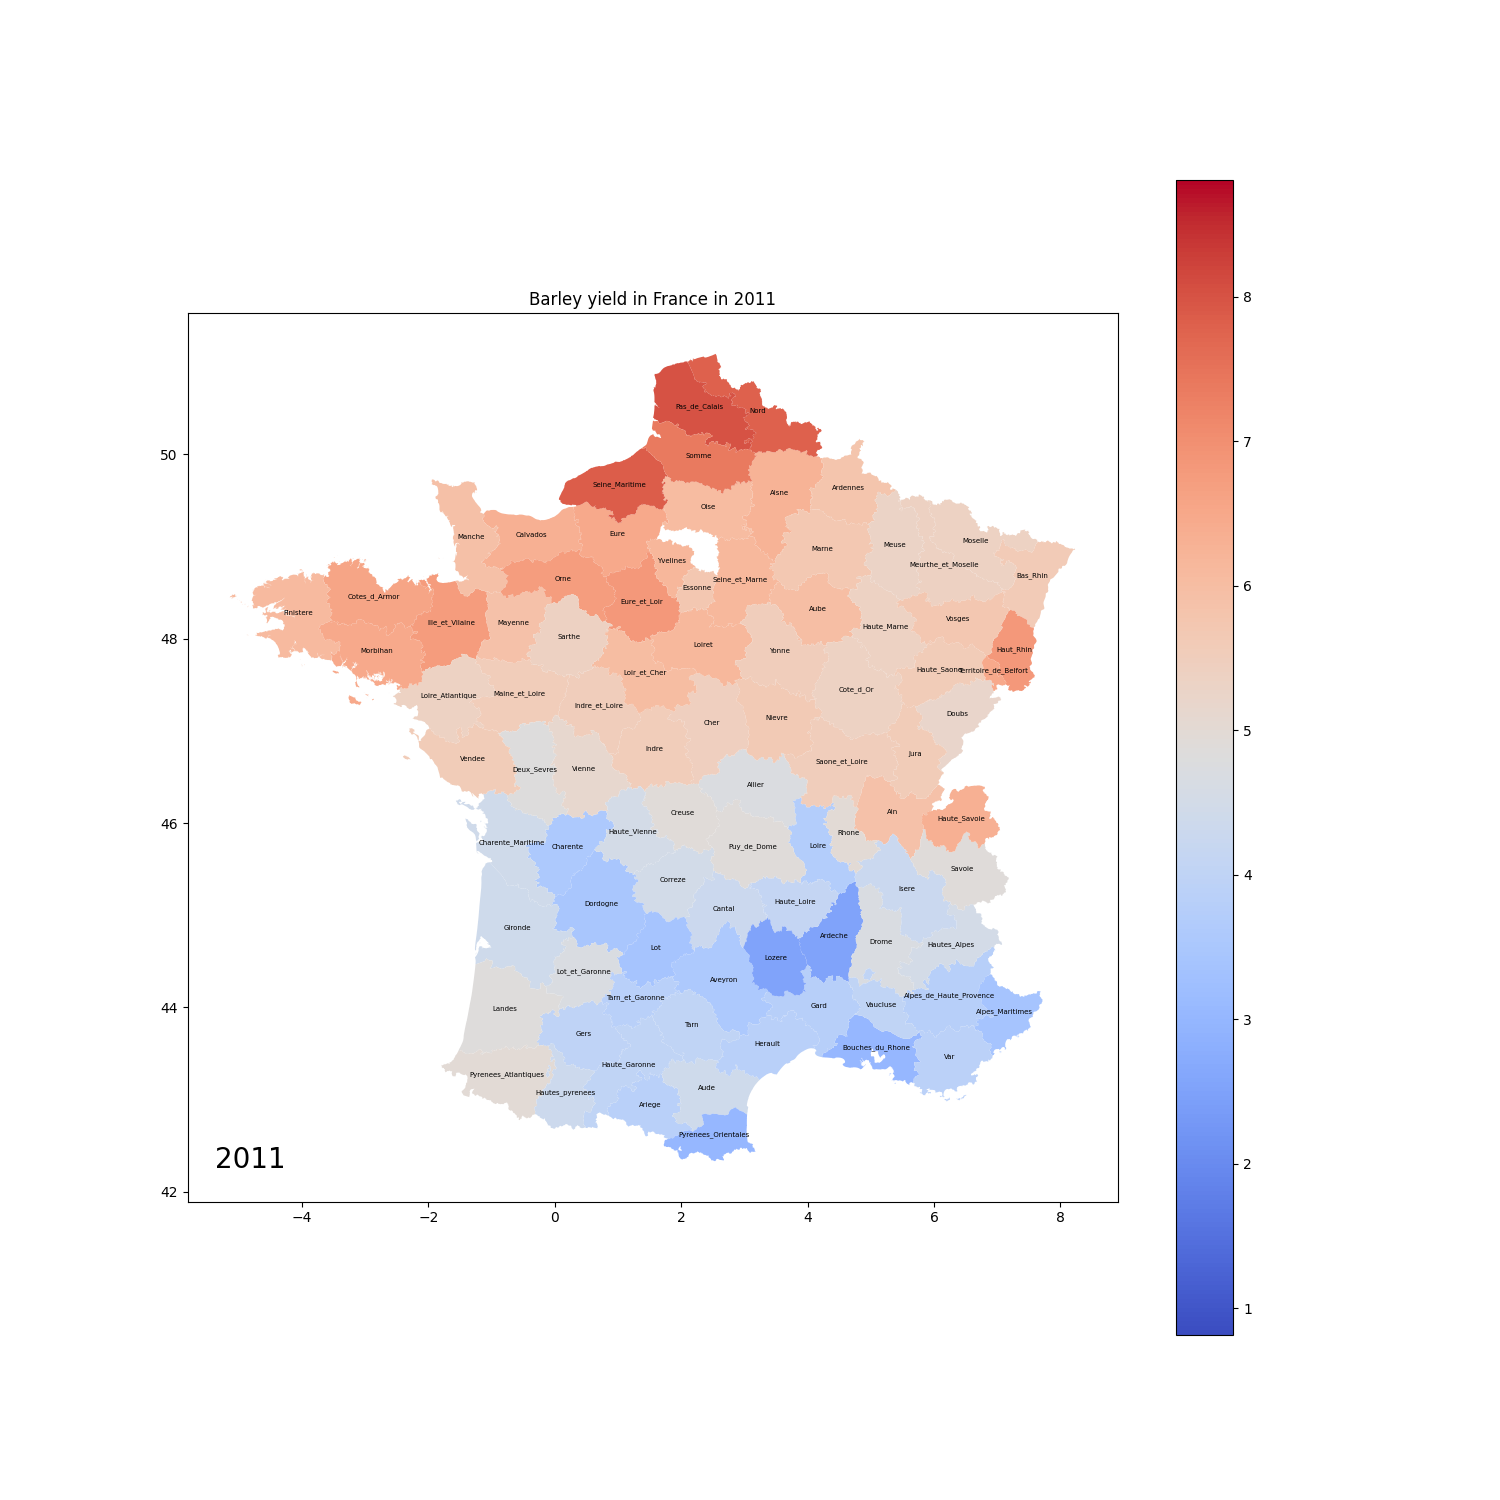 Barley yield in France in 2011
8
7
6
5
4
3
2
1
50
48
46
44
42
−4
−2
0
2
4
6
8
2011
Pas_de_Calais
Nord
Somme
Seine_Maritime
Aisne
Ardennes
Oise
Manche
Calvados
Eure
Marne
Meuse
Moselle
Yvelines
Meurthe_et_Moselle
Bas_Rhin
Orne
Essonne
Seine_et_Marne
Cotes_d_Armor
Eure_et_Loir
Finistere
Ille_et_Vilaine
Mayenne
Aube
Haute_Marne
Vosges
Sarthe
Morbihan
Loiret
Yonne
Haut_Rhin
Loir_et_Cher
Haute_Saone
Territoire_de_Belfort
Loire_Atlantique
Maine_et_Loire
Indre_et_Loire
Cote_d_Or
Cher
Nievre
Doubs
Vendee
Indre
Saone_et_Loire
Jura
Deux_Sevres
Vienne
Allier
Creuse
Ain
Haute_Savoie
Haute_Vienne
Rhone
Charente_Maritime
Charente
Puy_de_Dome
Loire
Savoie
Correze
Isere
Dordogne
Cantal
Haute_Loire
Gironde
Ardeche
Drome
Hautes_Alpes
Lot
Lozere
Lot_et_Garonne
Aveyron
Tarn_et_Garonne
Alpes_de_Haute_Provence
Landes
Gard
Vaucluse
Alpes_Maritimes
Gers
Tarn
Herault
Bouches_du_Rhone
Var
Haute_Garonne
Pyrenees_Atlantiques
Hautes_pyrenees
Aude
Ariege
Pyrenees_Orientales